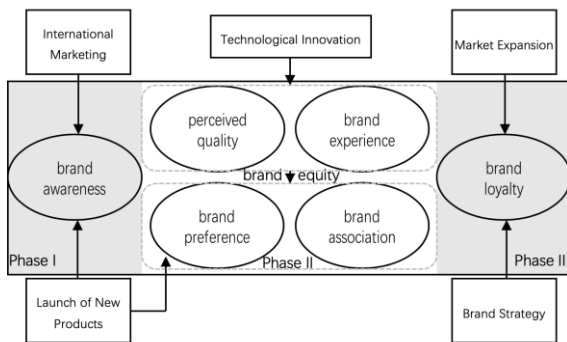 International
Marketing
Technological Innovation
Market Expansion
perceived
quality
brand
experience
brand
awareness
brand equity
brand
loyalty
brand
preference
brand
association
Phase I
Phase II
Phase II
Launch of New
Products
Brand Strategy